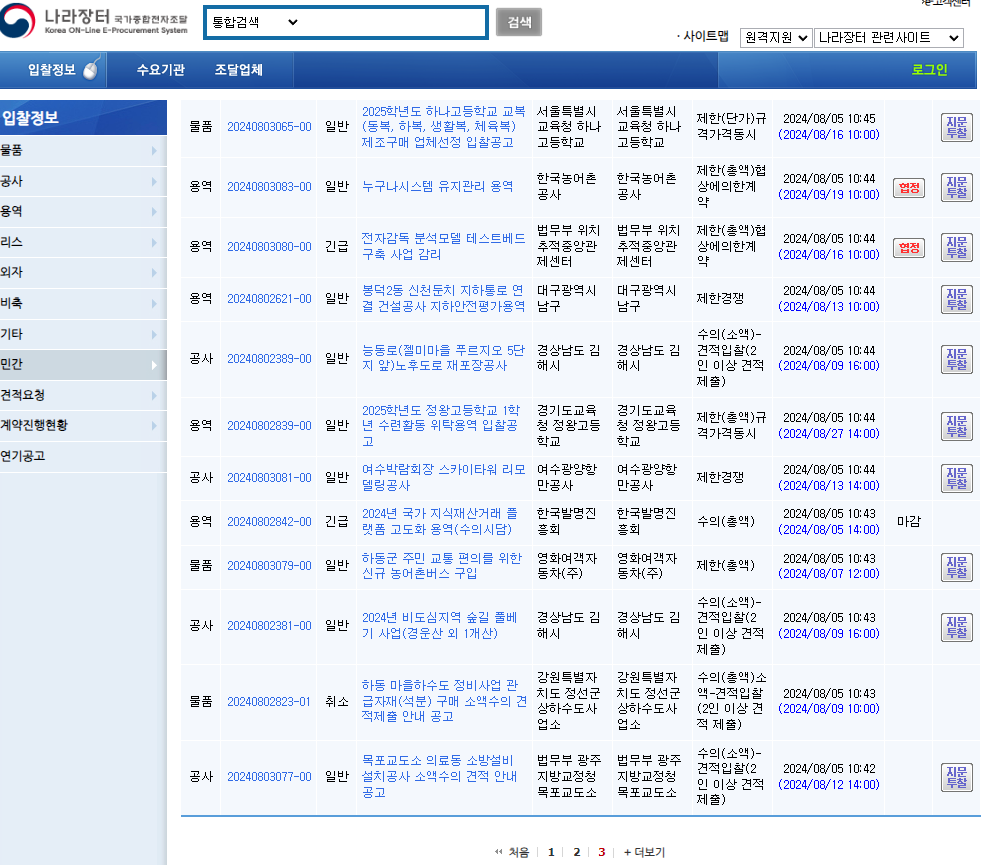 나라장터 국가종합전자조달
Korea ON-Line E-Procurement System
통합검색
검색
· 사이트맵
원격지원
나라장터 관련사이트
입찰정보 수요기관 조달업체 로그인
입찰정보
물품
공사
용역
리스
외자
비축
기타
민간
견적요청
계약진행현황
연기공고
물품 20240803065-00 일반
2025학년도 하나고등학교 교복
(동복, 하복, 생활복, 체육복)
제조구매 업체선정 입찰공고
서울특별시
교육청 하나
고등학교
서울특별시
교육청 하나
고등학교
제한(단가)규
격가격동시
2024/08/05 10:45
(2024/08/16 10:00)
지문
투찰
용역 20240803083-00 일반
누구나시스템 유지관리 용역
한국농어촌
공사
한국농어촌
공사
제한(총액)협
상에의한계
약
2024/08/05 10:44
(2024/09/19 10:00)
협정
지문
투찰
용역 20240803080-00 긴급
전자감독 분석모델 테스트베드
구축 사업 감리
법무부 위치
추적중앙관
제센터
법무부 위치
추적중앙관
제센터
제한(총액)협
상에의한계
약
2024/08/05 10:44
(2024/08/16 10:00)
협정
지문
투찰
용역 20240802621-00 일반
봉덕2동 신천둔치 지하통로 연
결 건설공사 지하안전평가용역
대구광역시
남구
대구광역시
남구
제한경쟁
2024/08/05 10:44
(2024/08/13 10:00)
지문
투찰
공사 20240802389-00 일반
능동로(젤미마을 푸르지오 5단
지 앞)노후도로 재포장공사
경상남도 김
해시
경상남도 김
해시
수의(소액)-
견적입찰(2
인 이상 견적
제출)
2024/08/05 10:44
(2024/08/09 16:00)
지문
투찰
용역 20240802839-00 일반
2025학년도 정왕고등학교 1학
년 수련활동 위탁용역 입찰공
고
경기도교육
청 정왕고등
학교
경기도교육
청 정왕고등
학교
제한(총액)규
격가격동시
2024/08/05 10:44
(2024/08/27 14:00)
지문
투찰
공사 20240803081-00 일반
여수박람회장 스카이타워 리모
델링공사
여수광양항
만공사
여수광양항
만공사
제한경쟁
2024/08/05 10:44
(2024/08/13 14:00)
지문
투찰
용역 20240802842-00 긴급
2024년 국가 지식재산거래 플
랫폼 고도화 용역(수의시담)
한국발명진
흥회
한국발명진
흥회
수의(총액)
2024/08/05 10:43
(2024/08/05 14:00)
마감
물품 20240803079-00 일반
하동군 주민 교통 편의를 위한
신규 농어촌버스 구입
영화여객자
동차(주)
영화여객자
동차(주)
제한(총액)
2024/08/05 10:43
(2024/08/07 12:00)
지문
투찰
공사 20240802381-00 일반
2024년 비도심지역 숲길 풀베
기 사업(경운산 외 1개산)
경상남도 김
해시
경상남도 김
해시
수의(소액)-
견적입찰(2
인 이상 견적
제출)
2024/08/05 10:43
(2024/08/09 16:00)
지문
투찰
물품 20240802823-01 취소
하동 마을하수도 정비사업 관
급자재(석분) 구매 소액수의 견
적제출 안내 공고
강원특별자
치도 정선군
상하수도사
업소
강원특별자
치도 정선군
상하수도사
업소
수의(총액)소
액-견적입찰
(2인 이상 견
적 제출)
2024/08/05 10:43
(2024/08/09 10:00)
공사 20240803077-00 일반
목포교도소 의료동 소방설비
설치공사 소액수의 견적 안내
공고
법무부 광주
지방교정청
목포교도소
법무부 광주
지방교정청
목포교도소
수의(소액)-
견적입찰(2
인 이상 견적
제출)
2024/08/05 10:42
(2024/08/12 14:00)
지문
투찰
처음 1 2 3 + 더보기